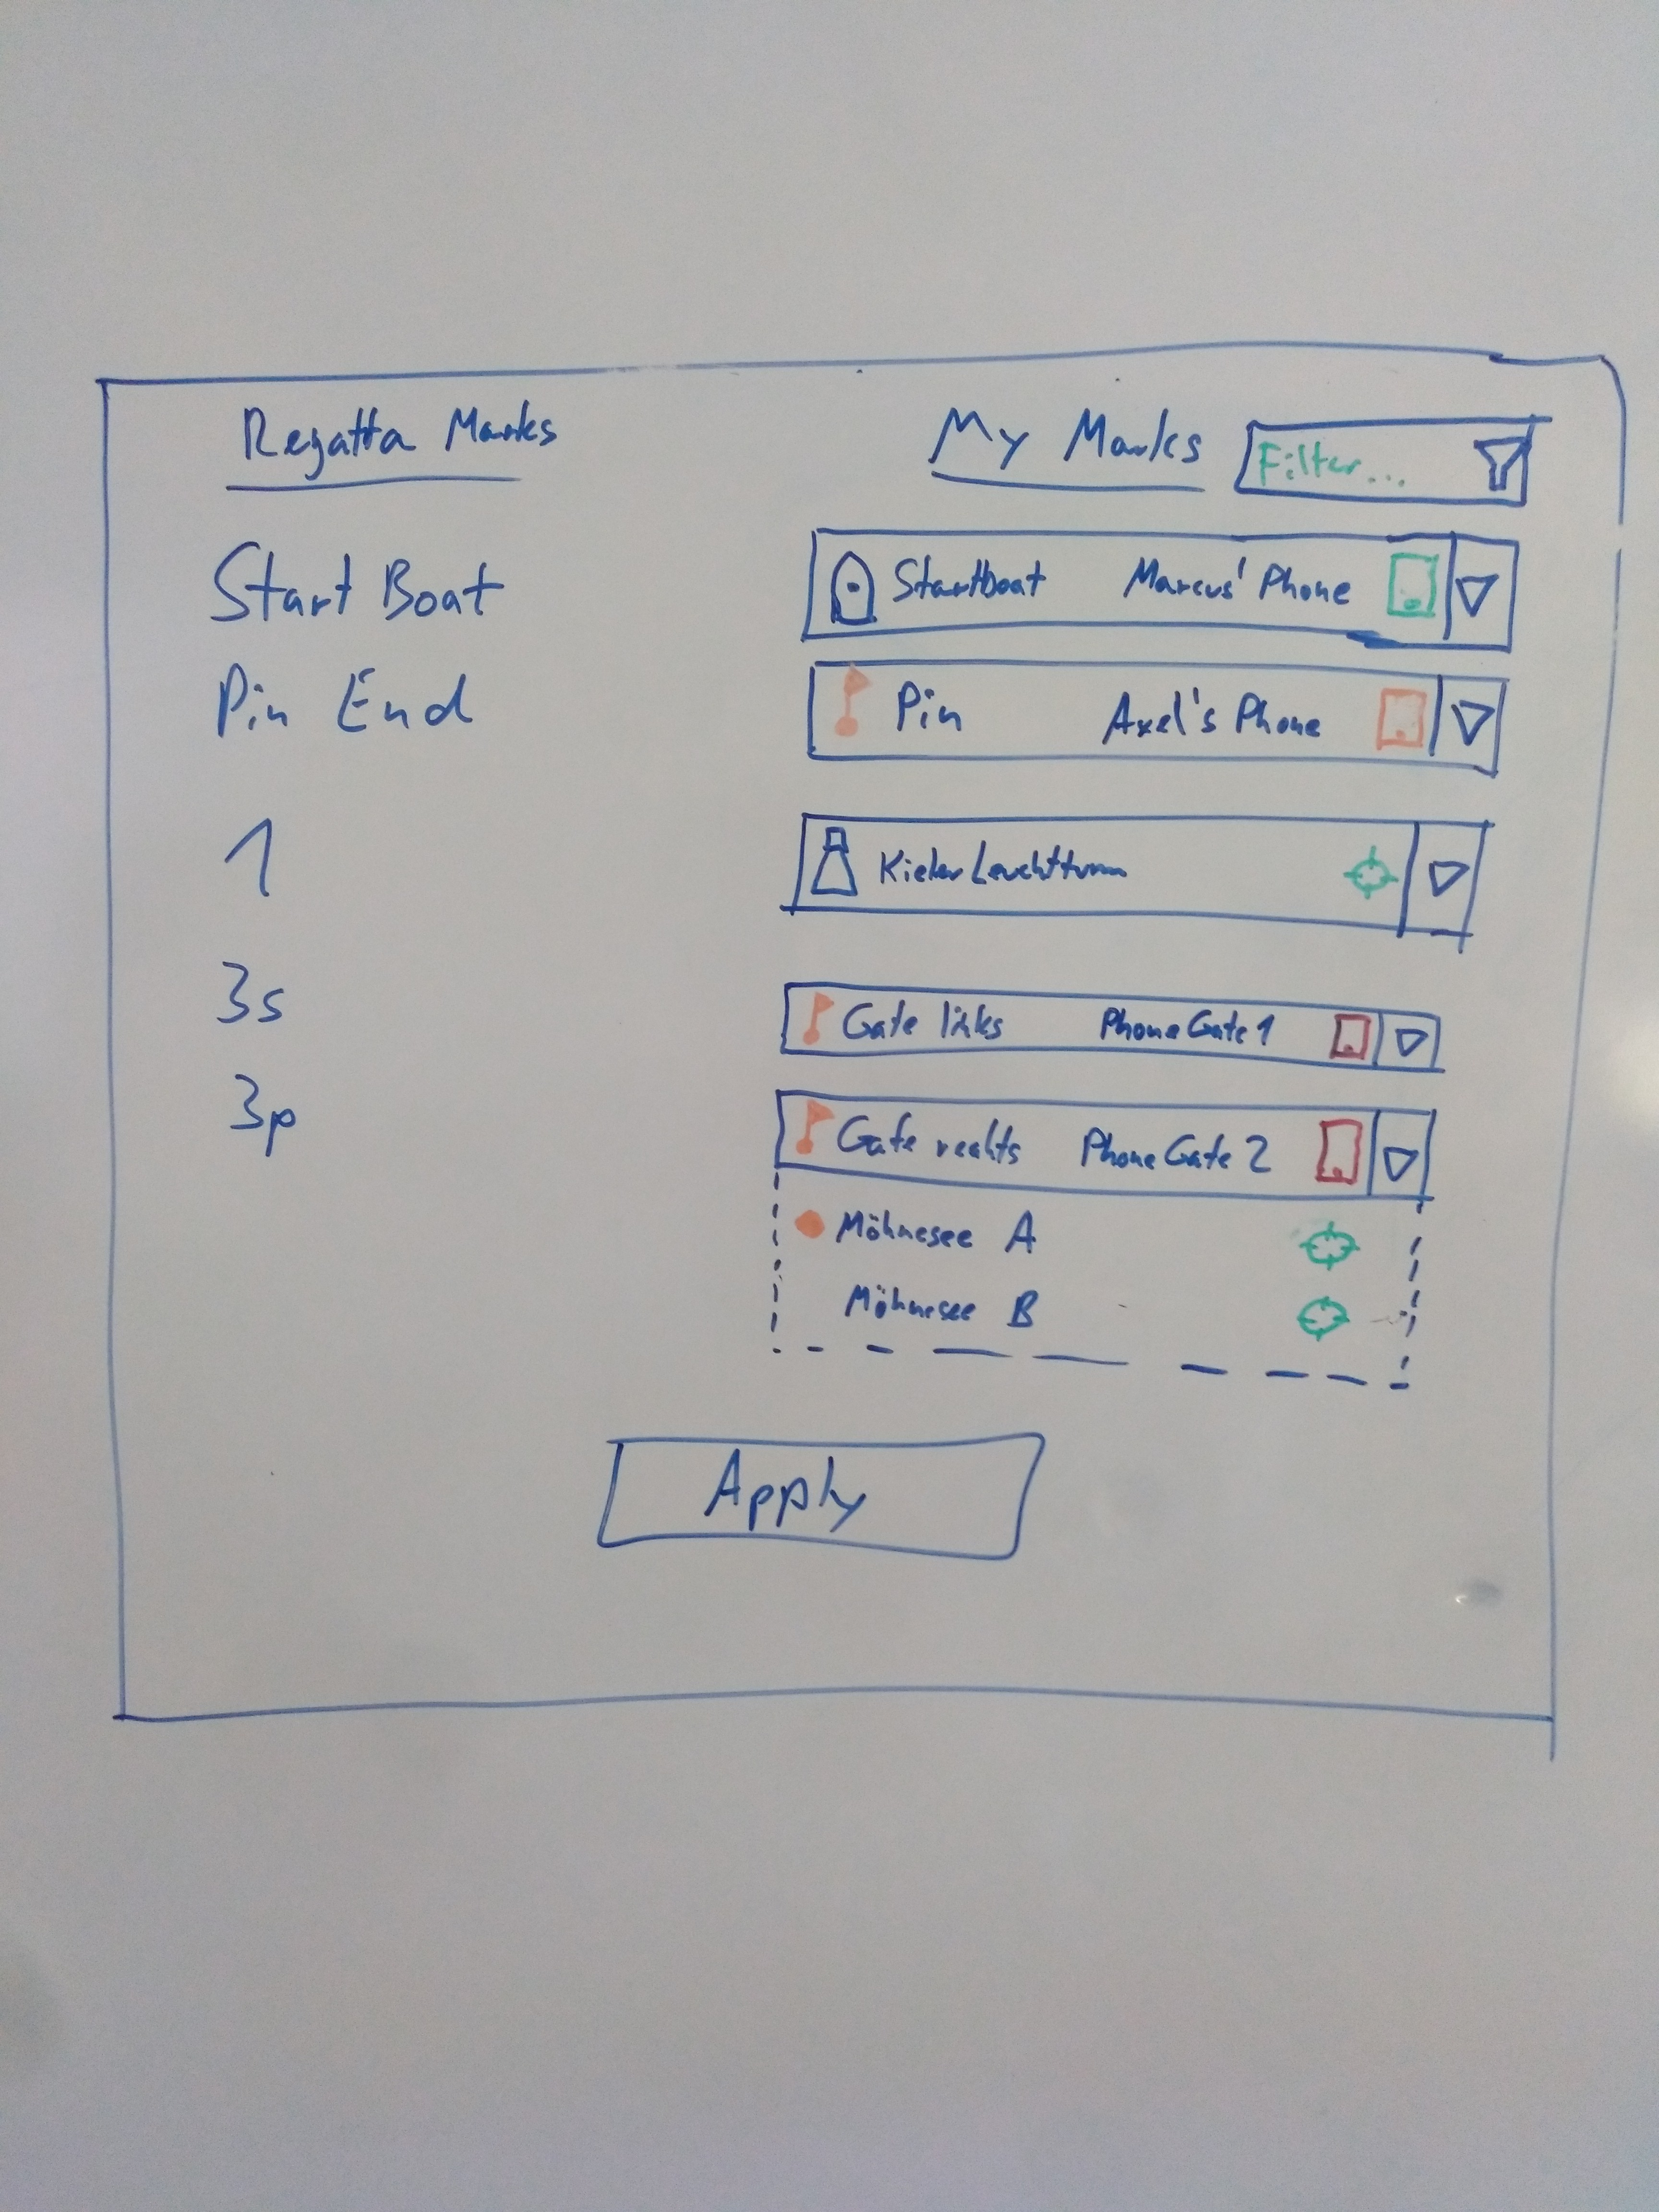 Regatta Marks
My Marks Filter...
Start Boat Startboat Marcus' Phone
Pin End Pin Axel's Phone
1 Kieler Leuchtturm
3s Gate links Phone Gate 1
3p Gate rechts Phone Gate 2
Möhnesee A
Möhnesee B
Apply